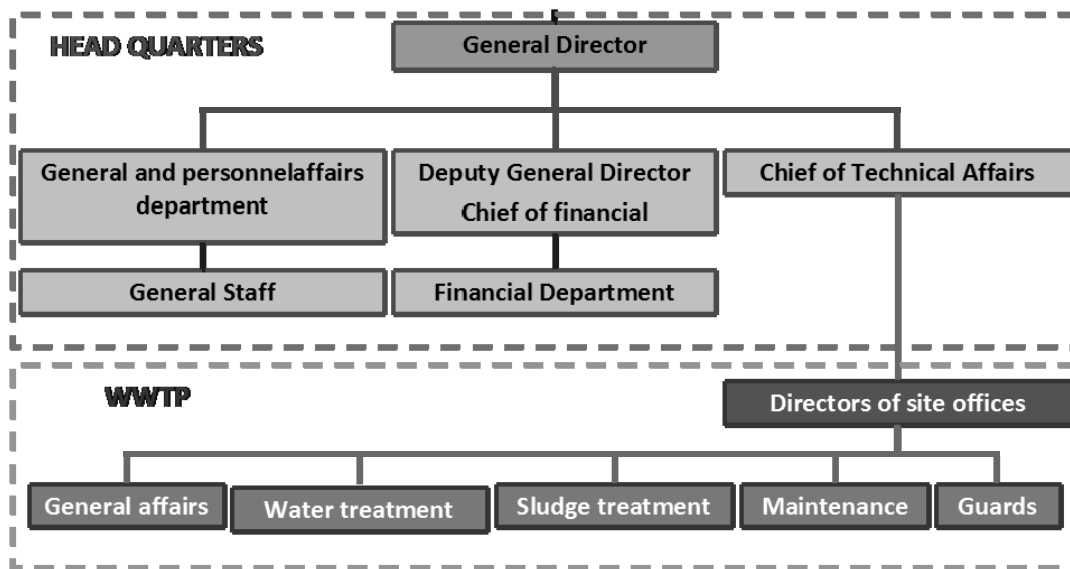 HEAD QUARTERS
General Director
General and personnelaffairs
department
Deputy General Director
Chief of financial
Chief of Technical Affairs
General Staff
Financial Department
WWTP
Directors of site offices
General affairs
Water treatment
Sludge treatment
Maintenance
Guards